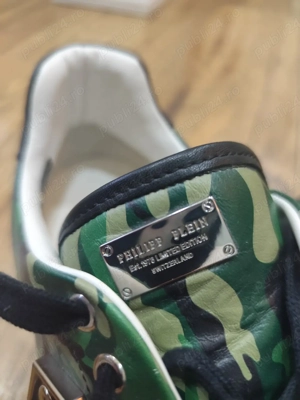 PHILIPP PLEIN
Est.1978 LIMITED EDITION
SWITZERLAND